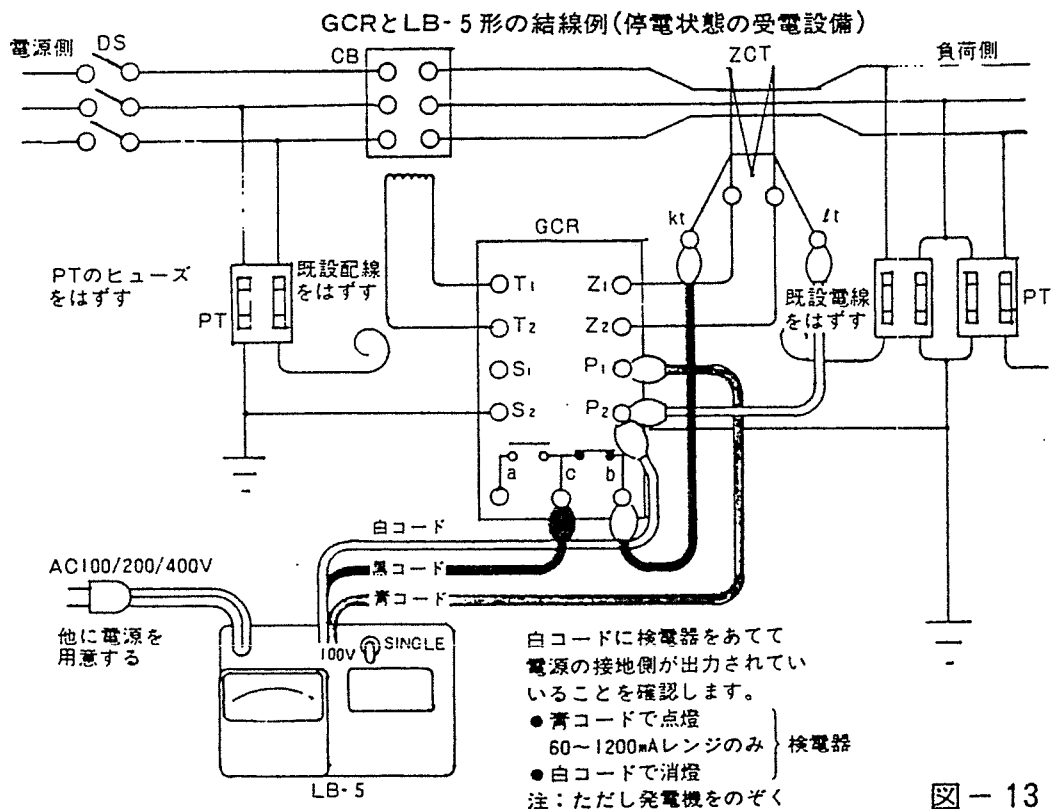 GCRとLB-5形の結線例(停電状態の受電設備)
電源側
DS
CB
ZCT
負荷側
kt
lt
GCR
PTのヒューズ
をはずす
既設配線
をはずす
PT
T1
T2
S1
S2
Z1
Z2
P1
P2
既設電線
をはずす
PT
a
c
b
白コード
黒コード
青コード
AC100/200/400V
他に電源を
用意する
100V
SINGLE
LB-5
白コードに検電器をあてて
電源の接地側が出力されてい
いることを確認します。
●青コードで点燈
60～1200mAレンジのみ
検電器
●白コードで消燈
注：ただし発電機をのぞく
図-13